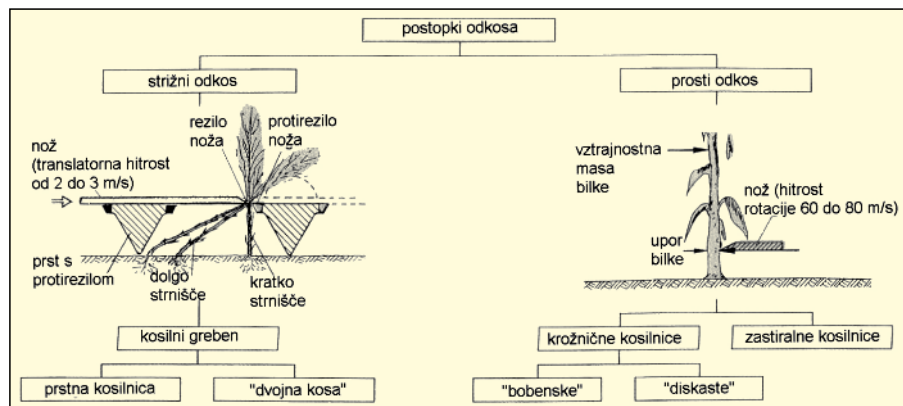 postopki odkosa
strižni odkos
prosti odkos
rezilo
noža
protirezilo
noža
nož
(translatorna hitrost
od 2 do 3 m/s)
prst s
protirezilom
dolgo
strnišče
kratko
strnišče
vztrajnostna
masa
bilke
nož (hitrost
rotacije 60 do 80 m/s)
upor
bilke
kosilni greben
prstna kosilnica
"dvojna kosa"
krožnične kosilnice
zastiralne kosilnice
"bobenske"
"diskaste"